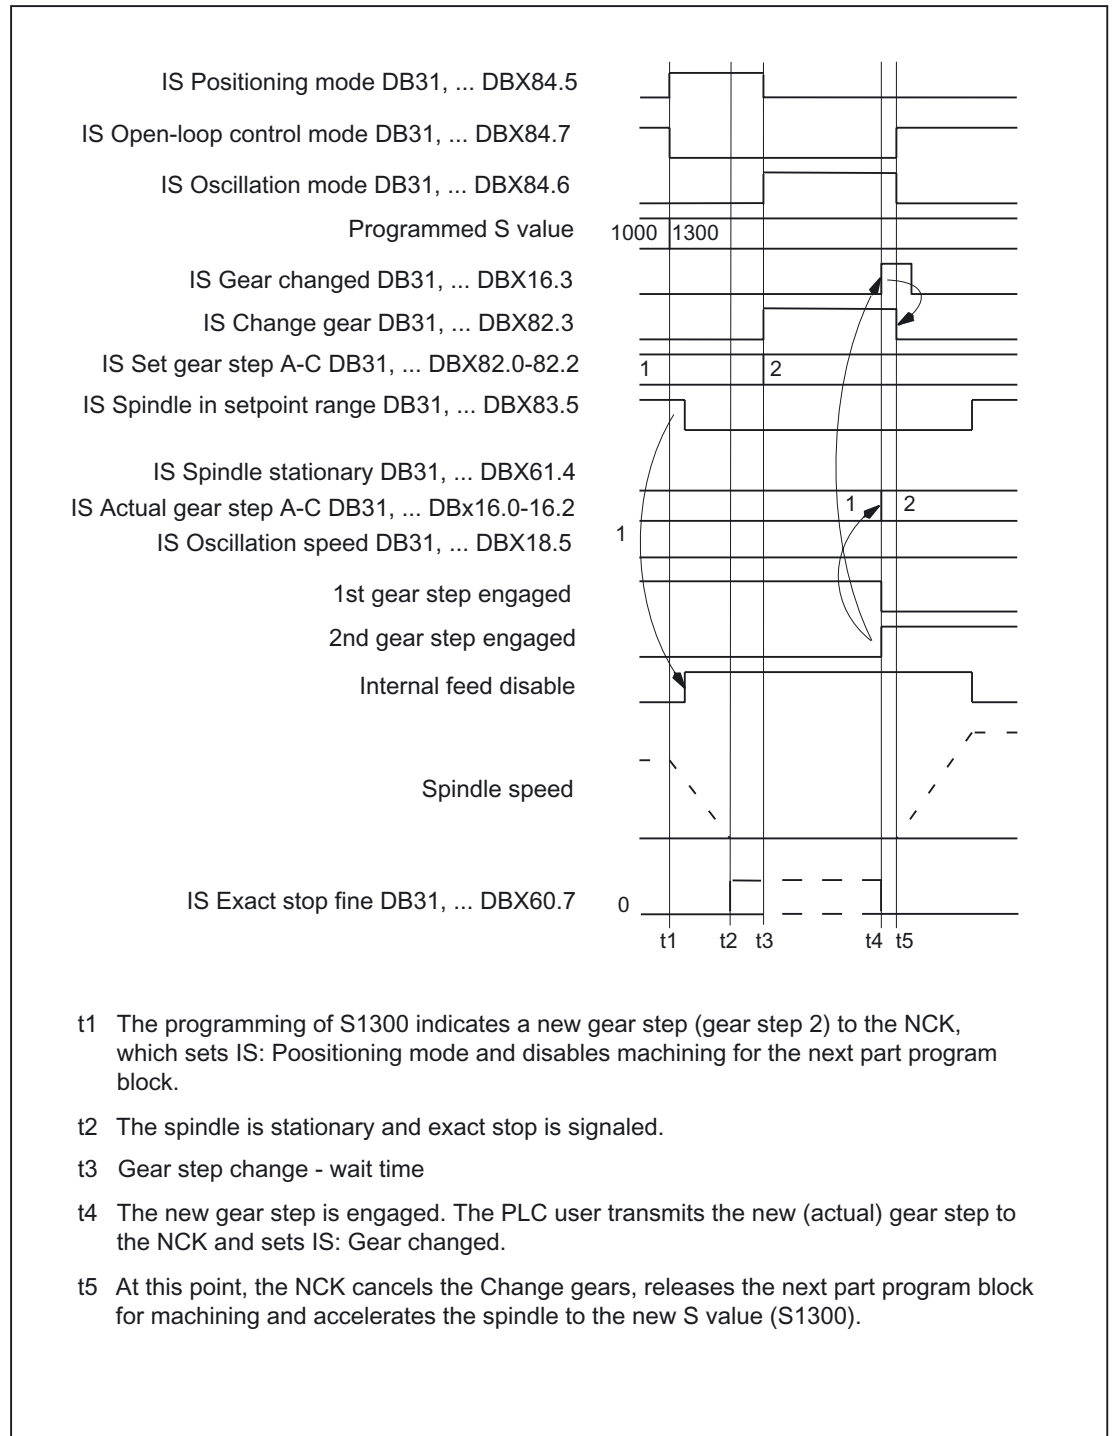 IS Positioning mode DB31, ... DBX84.5
IS Open-loop control mode DB31, ... DBX84.7
IS Oscillation mode DB31, ... DBX84.6
Programmed S value 1000 1300
IS Gear changed DB31, ... DBX16.3
IS Change gear DB31, ... DBX82.3
IS Set gear step A-C DB31, ... DBX82.0-82.2 1 2
IS Spindle in setpoint range DB31, ... DBX83.5
IS Spindle stationary DB31, ... DBX61.4
IS Actual gear step A-C DB31, ... DBx16.0-16.2 1 2
IS Oscillation speed DB31, ... DBX18.5 1
1st gear step engaged
2nd gear step engaged
Internal feed disable
Spindle speed
IS Exact stop fine DB31, ... DBX60.7 0
t1 t2 t3 t4 t5
t1 The programming of S1300 indicates a new gear step (gear step 2) to the NCK,
which sets IS: Poositioning mode and disables machining for the next part program
block.
t2 The spindle is stationary and exact stop is signaled.
t3 Gear step change - wait time
t4 The new gear step is engaged. The PLC user transmits the new (actual) gear step to
the NCK and sets IS: Gear changed.
t5 At this point, the NCK cancels the Change gears, releases the next part program block
for machining and accelerates the spindle to the new S value (S1300).